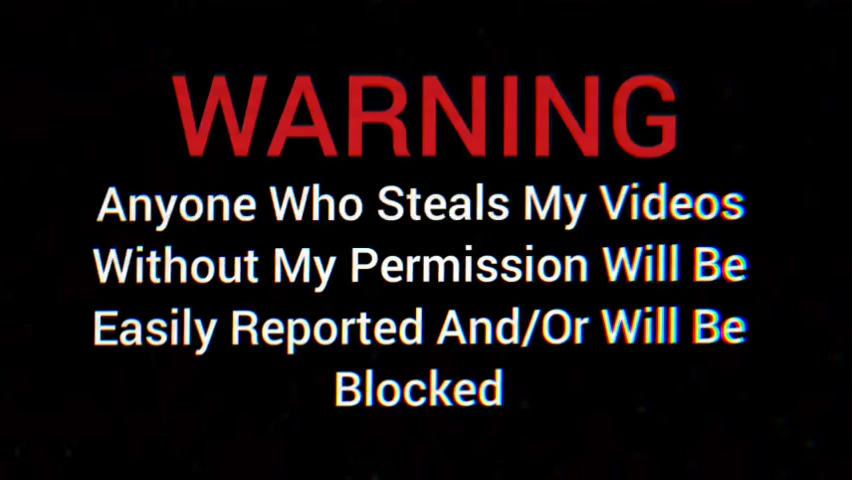 WARNING
Anyone Who Steals My Videos
Without My Permission Will Be
Easily Reported And/Or Will Be
Blocked